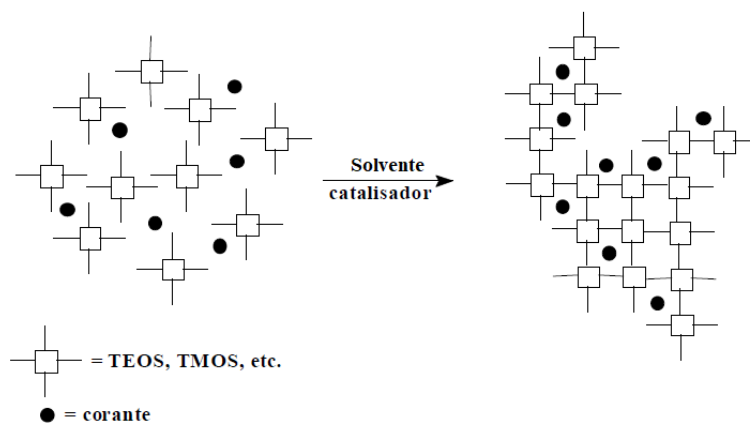 Solvente
catalisador
= TEOS, TMOS, etc.
= corante